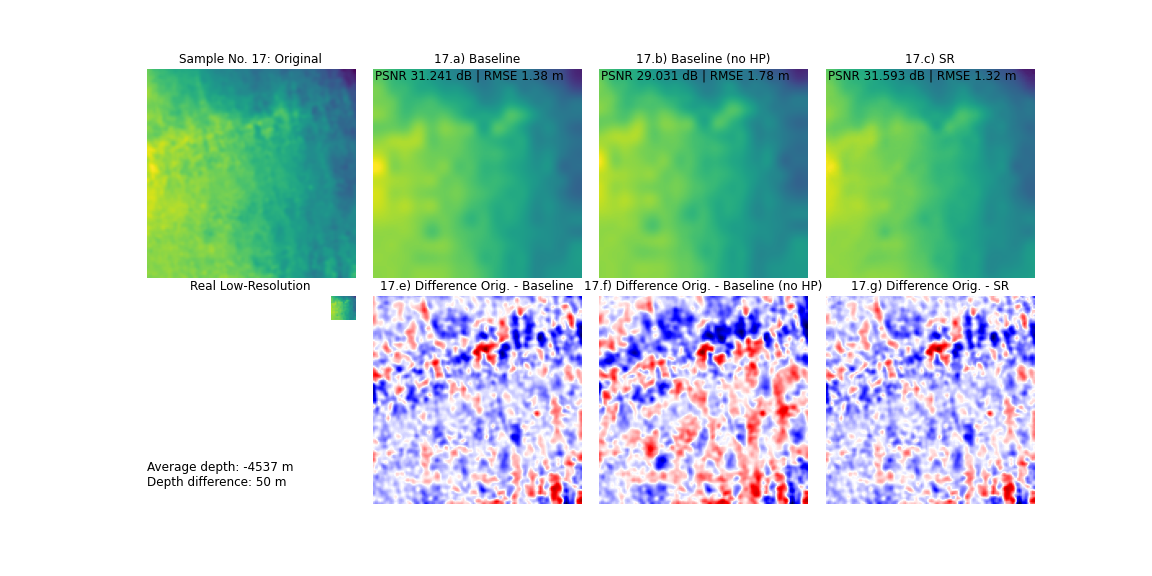 Sample No. 17: Original
17.a) Baseline
17.b) Baseline (no HP)
17.c) SR
PSNR 31.241 dB | RMSE 1.38 m
PSNR 29.031 dB | RMSE 1.78 m
PSNR 31.593 dB | RMSE 1.32 m
Real Low-Resolution
17.e) Difference Orig. - Baseline
17.f) Difference Orig. - Baseline (no HP)
17.g) Difference Orig. - SR
Average depth: -4537 m
Depth difference: 50 m